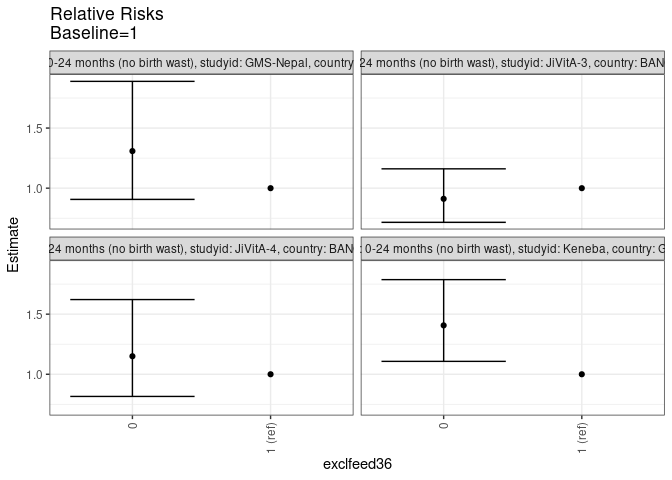 Relative Risks
Baseline=1
0-24 months (no birth wast), studyid: GMS-Nepal, country
24 months (no birth wast), studyid: JiVitA-3, country: BAN
1.5
1.0
24 months (no birth wast), studyid: JiVitA-4, country: BAN
: 0-24 months (no birth wast), studyid: Keneba, country: G
1.5
1.0
Estimate
0
1 (ref)
0
1 (ref)
exclfeed36